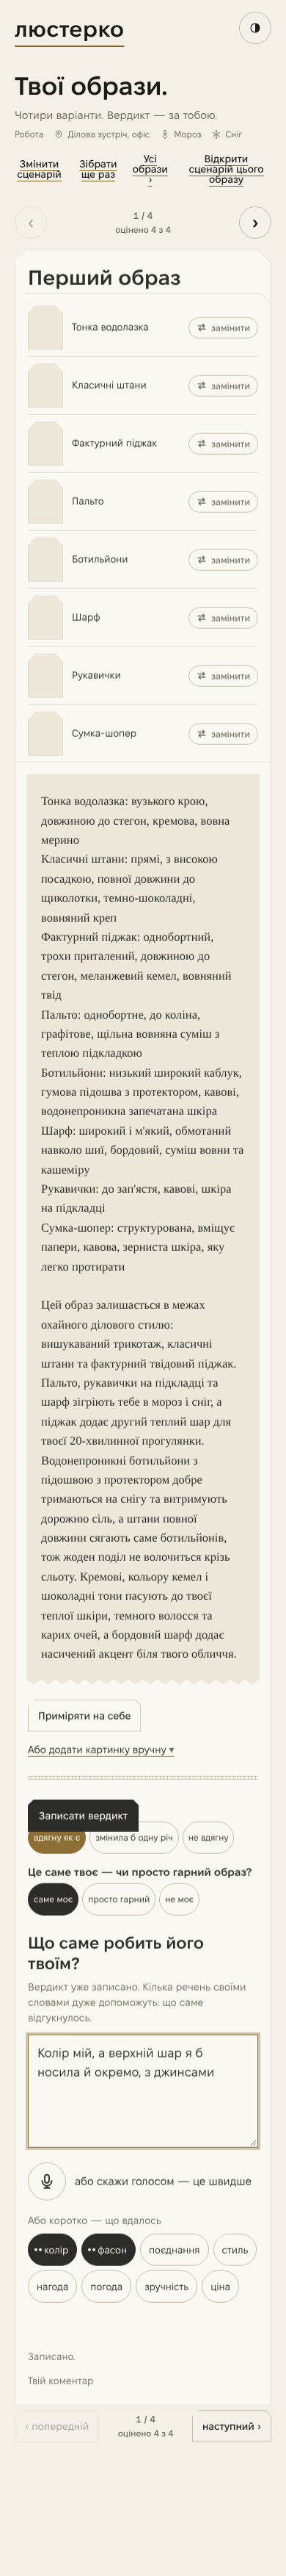 люстерко
Твої образи.
Чотири варіанти. Вердикт — за тобою.
Робота Ділова зустріч, офіс Мороз Сніг
Змінити сценарій
Зібрати ще раз
Усі образи ›
Відкрити сценарій цього образу
‹ 1 / 4 ›
оцінено 4 з 4
Перший образ
Тонка водолазка замінити
Класичні штани замінити
Фактурний піджак замінити
Пальто замінити
Ботильйони замінити
Шарф замінити
Рукавички замінити
Сумка-шопер замінити
Тонка водолазка: вузького крою,
довжиною до стегон, кремова, вовна
мерино
Класичні штани: прямі, з високою
посадкою, повної довжини до
щиколотки, темно-шоколадні,
вовняний креп
Фактурний піджак: однобортний,
трохи приталений, довжиною до
стегон, меланжевий кемел, вовняний
твід
Пальто: однобортне, до коліна,
графітове, щільна вовняна суміш з
теплою підкладкою
Ботильйони: низький широкий каблук,
гумова підошва з протектором, кавові,
водонепроникна запечатана шкіра
Шарф: широкий і м'який, обмотаний
навколо шиї, бордовий, суміш вовни та
кашеміру
Рукавички: до зап'ястя, кавові, шкіра
на підкладці
Сумка-шопер: структурована, вміщує
папери, кавова, зерниста шкіра, яку
легко протирати
Цей образ залишається в межах
охайного ділового стилю:
вишуканий трикотаж, класичні
штани та фактурний твідовий піджак.
Пальто, рукавички на підкладці та
шарф зігріють тебе в мороз і сніг, а
піджак додає другий теплий шар для
твоєї 20-хвилинної прогулянки.
Водонепроникні ботильйони з
підошвою з протектором добре
тримаються на снігу та витримують
дорожню сіль, а штани повної
довжини сягають саме ботильйонів,
тож жоден поділ не волочиться крізь
сльоту. Кремові, кольору кемел і
шоколадні тони пасують до твоєї
теплої шкіри, темного волосся та
карих очей, а бордовий шарф додає
насичений акцент біля твого обличчя.
Приміряти на себе
Або додати картинку вручну ▾
Записати вердикт
вдягну як є змінила б одну річ не вдягну
Це саме твоє — чи просто гарний образ?
саме моє просто гарний не моє
Що саме робить його
твоїм?
Вердикт уже записано. Кілька речень своїми
словами дуже допоможуть: що саме
відгукнулось.
Колір мій, а верхній шар я б
носила й окремо, з джинсами
або скажи голосом — це швидше
Або коротко — що вдалось
колір фасон поєднання стиль
нагода погода зручність ціна
Записано.
Твій коментар
‹ попередній 1 / 4 наступний ›
оцінено 4 з 4